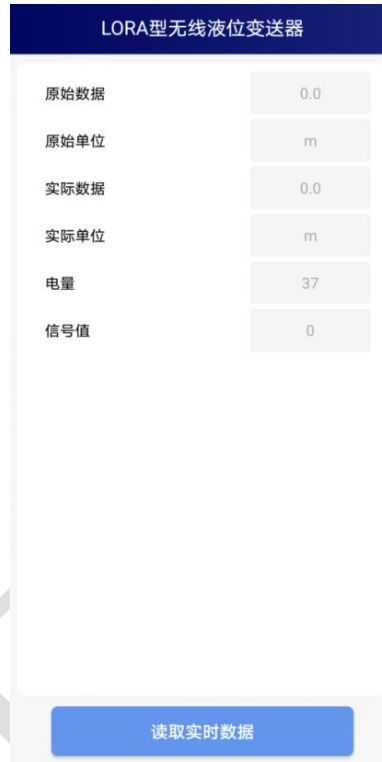 LORA型无线液位变送器
原始数据 0.0
原始单位 m
实际数据 0.0
实际单位 m
电量 37
信号值 0
读取实时数据